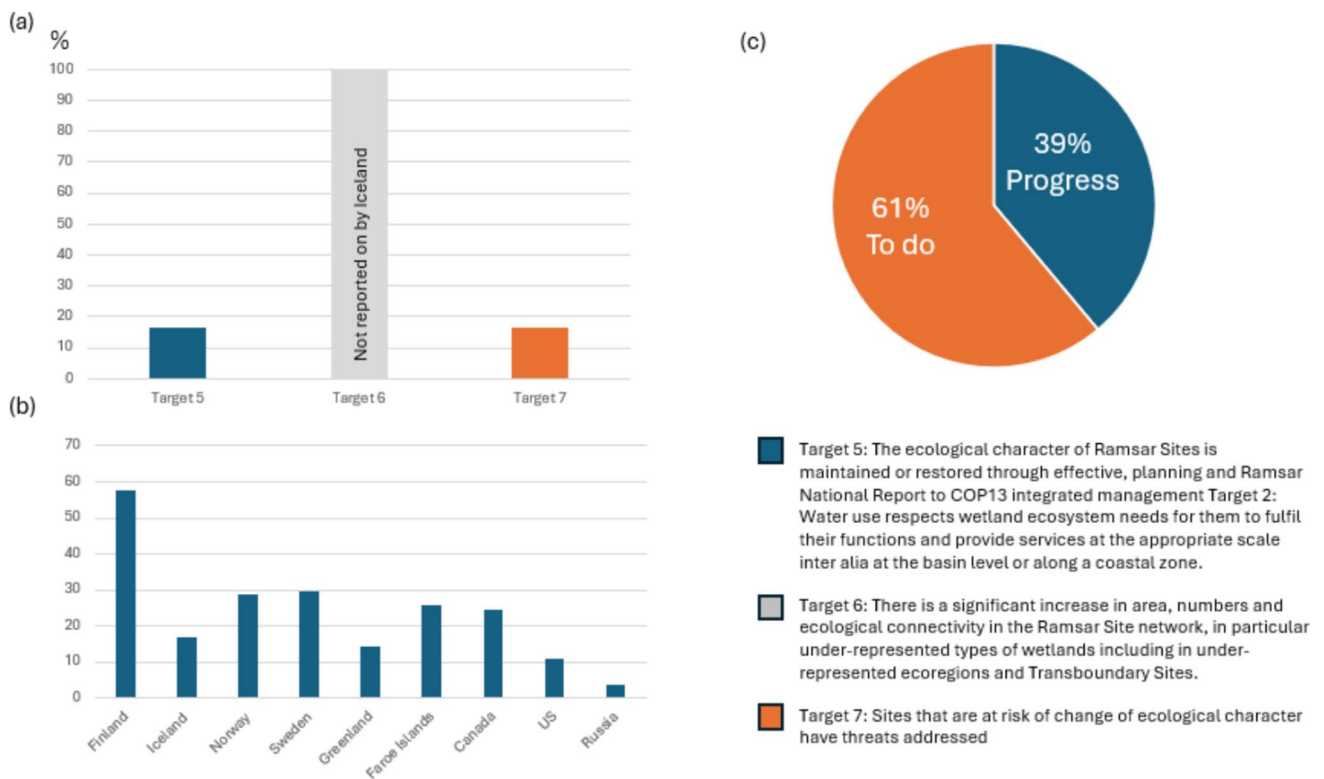 (a)
%
100
90
80
70
60
50
40
30
20
10
0
Not reported on by Iceland
Target 5
Target 6
Target 7
(b)
70
60
50
40
30
20
10
0
Finland
Iceland
Norway
Sweden
Greenland
Faroe Islands
Canada
US
Russia
(c)
39%
Progress
61%
To do
Target 5: The ecological character of Ramsar Sites is
maintained or restored through effective, planning and Ramsar
National Report to COP13 integrated management Target 2:
Water use respects wetland ecosystem needs for them to fulfil
their functions and provide services at the appropriate scale
inter alia at the basin level or along a coastal zone.
Target 6: There is a significant increase in area, numbers and
ecological connectivity in the Ramsar Site network, in particular
under-represented types of wetlands including in under-
represented ecoregions and Transboundary Sites.
Target 7: Sites that are at risk of change of ecological character
have threats addressed